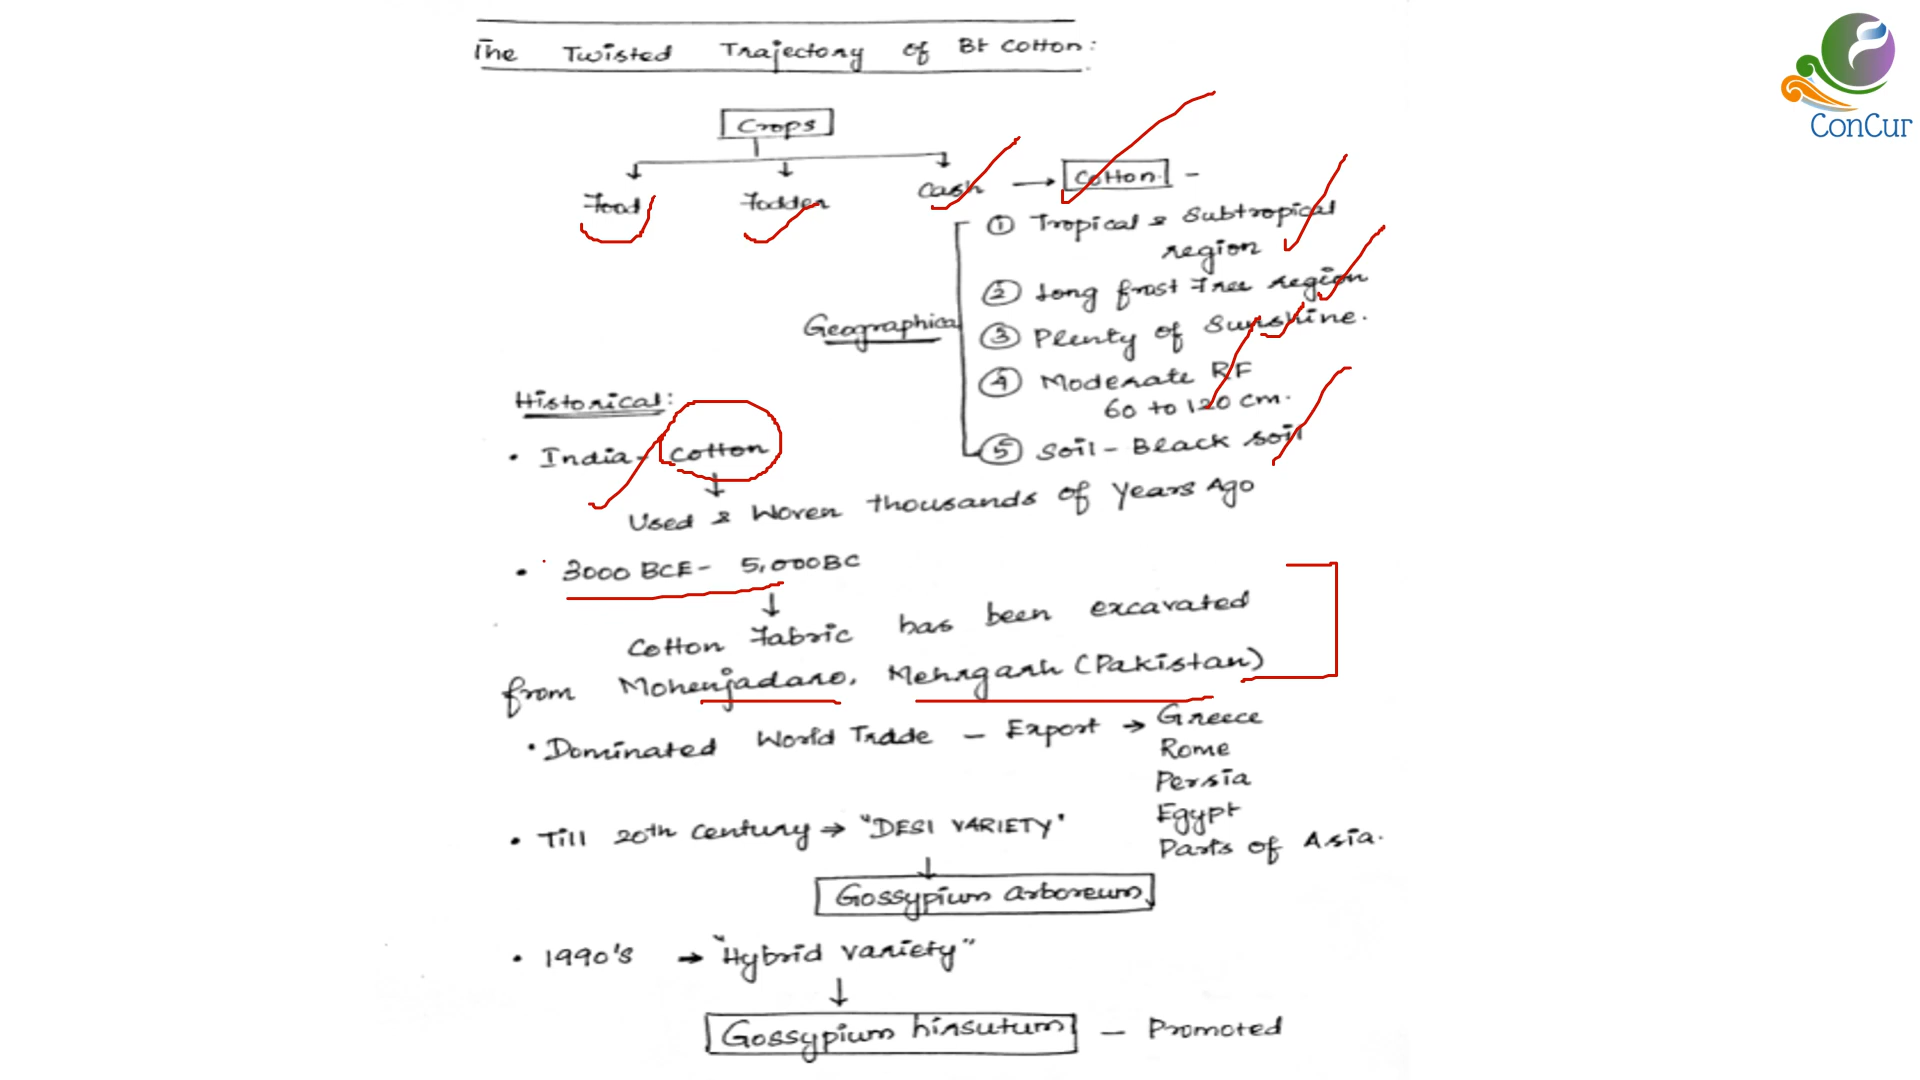 The Twisted Trajectory of Bt Cotton:
ConCur
Crops
Food Fodder Cash → Cotton -
① Tropical & Subtropical
region
② Long frost Free region
Geographical
③ Plenty of Sunshine.
④ Moderate RF
60 to 120 cm.
⑤ Soil - Black soil
Historical:
• India - Cotton
Used & Woven thousands of Years Ago
• 3000 BCE - 5,000BC
Cotton Fabric has been excavated
from Mohenjadaro, Mehrgarh (Pakistan)
• Dominated World Trade - Export → Greece
Rome
Persia
Egypt
Parts of Asia.
• Till 20th Century → "DESI VARIETY"
Gossypium arboreum
• 1990's → "Hybrid Variety"
Gossypium hirsutum - Promoted